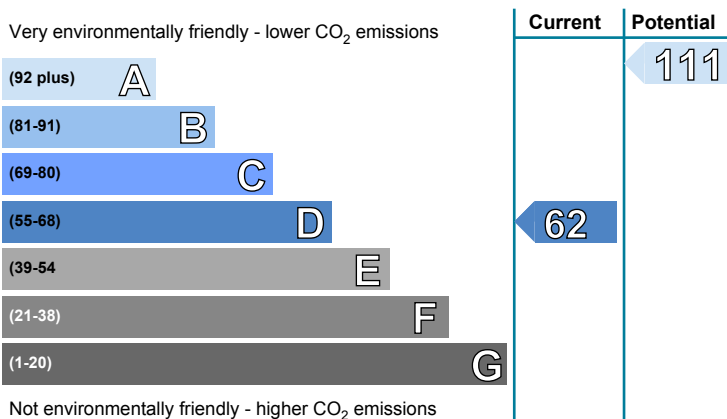 Current Potential
Very environmentally friendly - lower CO2 emissions
111
(92 plus) A
(81-91) B
(69-80) C
(55-68) D 62
(39-54 E
(21-38) F
(1-20) G
Not environmentally friendly - higher CO2 emissions